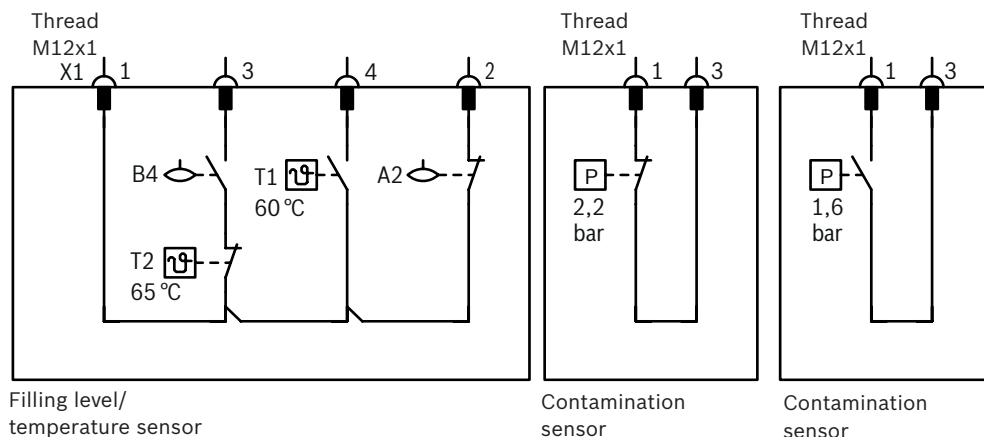 Thread
M12x1
X1 1 3 4 2
B4
T1
60 °C
A2
T2
65 °C
Filling level/
temperature sensor
Thread
M12x1
1 3
P
2,2
bar
Contamination
sensor
Thread
M12x1
1 3
P
1,6
bar
Contamination
sensor